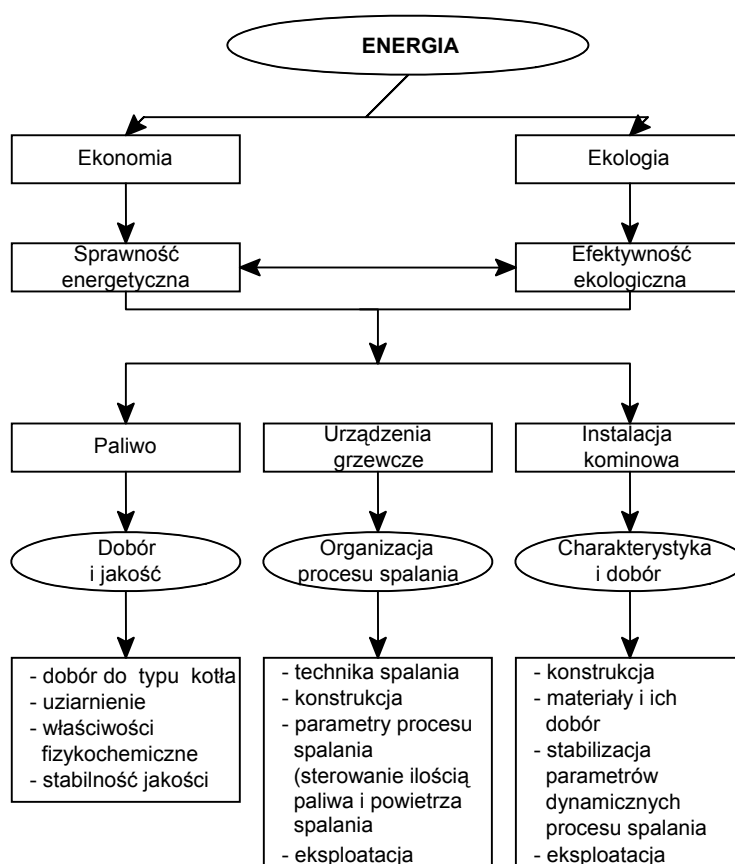 ENERGIA
Ekonomia
Ekologia
Sprawność
energetyczna
Efektywność
ekologiczna
Paliwo
Urządzenia
grzewcze
Instalacja
kominowa
Dobór
i jakość
Organizacja
procesu spalania
Charakterystyka
i dobór
- dobór do typu kotła
- uziarnienie
- właściwości
fizykochemiczne
- stabilność jakości
- technika spalania
- konstrukcja
- parametry procesu
spalania
(sterowanie ilością
paliwa i powietrza
spalania
- eksploatacja
- konstrukcja
- materiały i ich
dobór
- stabilizacja
parametrów
dynamicznych
procesu spalania
- eksploatacja